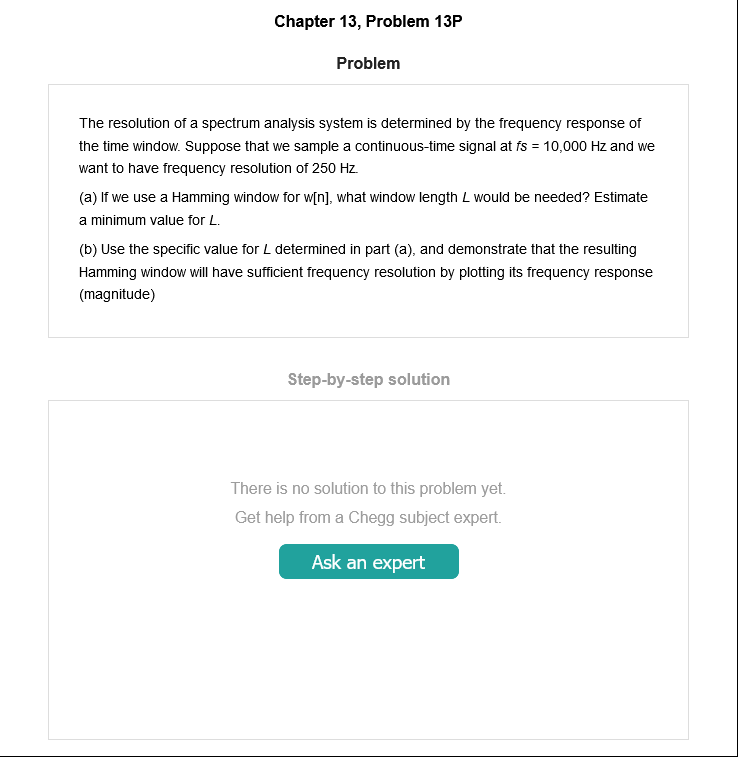 Chapter 13, Problem 13P
Problem
The resolution of a spectrum analysis system is determined by the frequency response of
the time window. Suppose that we sample a continuous-time signal at fs = 10,000 Hz and we
want to have frequency resolution of 250 Hz.
(a) If we use a Hamming window for w[n], what window length L would be needed? Estimate
a minimum value for L.
(b) Use the specific value for L determined in part (a), and demonstrate that the resulting
Hamming window will have sufficient frequency resolution by plotting its frequency response
(magnitude)
Step-by-step solution
There is no solution to this problem yet.
Get help from a Chegg subject expert.
Ask an expert